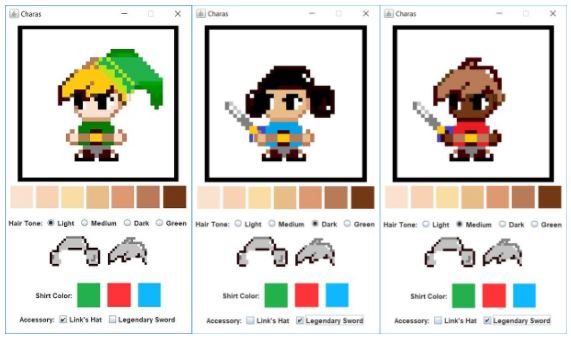 Charas
Hair Tone: Light Medium Dark Green
Shirt Color:
Accessory: Link's Hat Legendary Sword
Charas
Hair Tone: Light Medium Dark Green
Shirt Color:
Accessory: Link's Hat Legendary Sword
Charas
Hair Tone: Light Medium Dark Green
Shirt Color:
Accessory: Link's Hat Legendary Sword